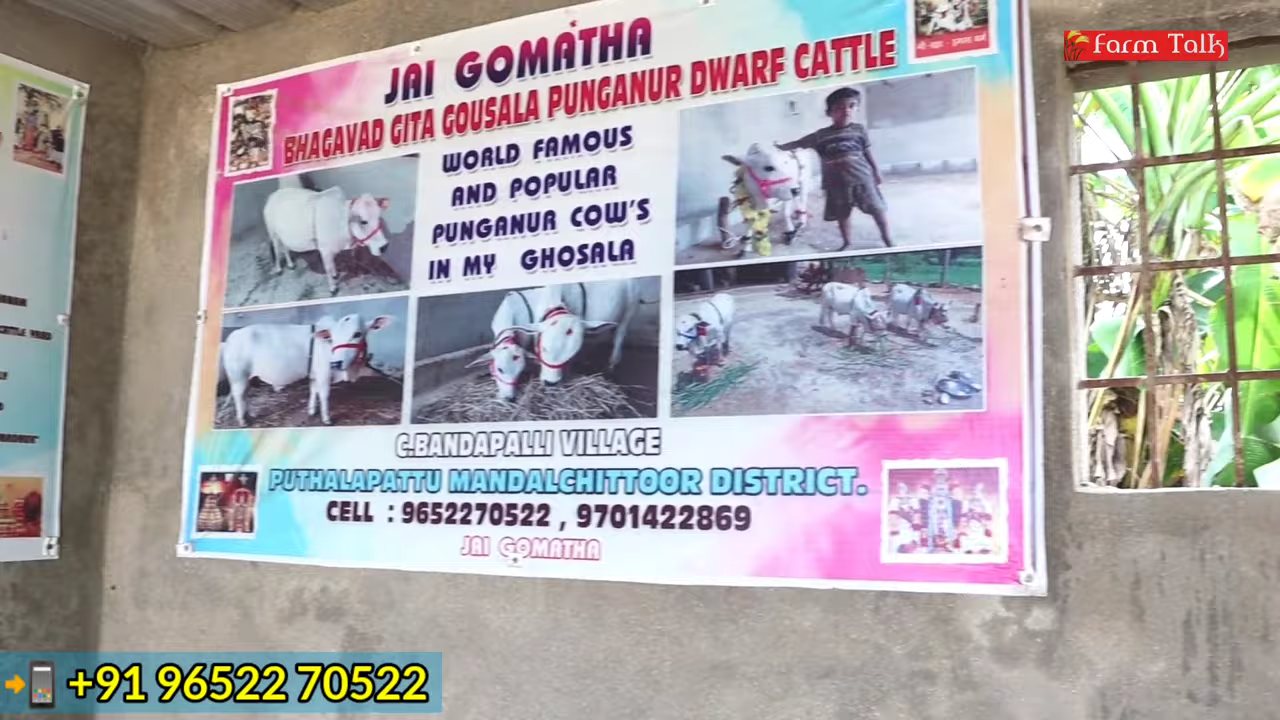 Farm Talk
JAI GOMATHA
BHAGAVAD GITA GOUSALA PUNGANUR DWARF CATTLE
WORLD FAMOUS
AND POPULAR
PUNGANUR COW'S
IN MY GHOSALA
C.BANDAPALLI VILLAGE
PUTHALAPATTU MANDALCHITTOOR DISTRICT.
CELL : 9652270522 , 9701422869
JAI GOMATHA
+91 96522 70522